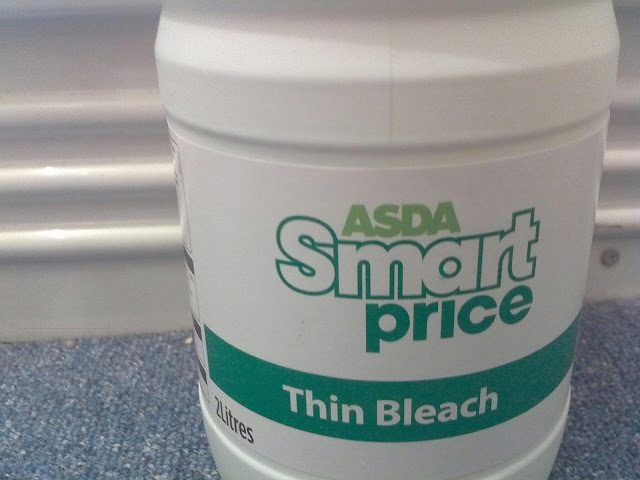 ASDA
Smart
price
Thin Bleach
2Litres